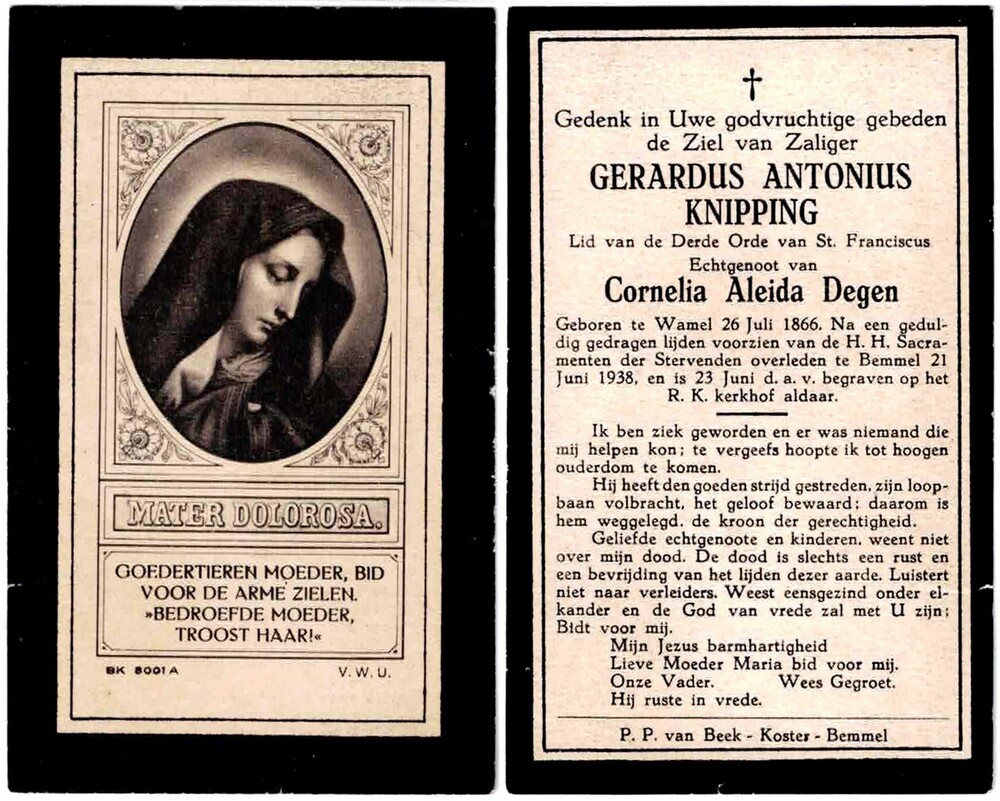 MATER DOLOROSA.
GOEDERTIEREN MOEDER, BID
VOOR DE ARME ZIELEN.
»BEDROEFDE MOEDER,
TROOST HAAR!«
BK 8001 A V. W. U.
†
Gedenk in Uwe godvruchtige gebeden
de Ziel van Zaliger
GERARDUS ANTONIUS
KNIPPING
Lid van de Derde Orde van St. Franciscus
Echtgenoot van
Cornelia Aleida Degen
Geboren te Wamel 26 Juli 1866. Na een gedul-
dig gedragen lijden voorzien van de H. H. Sacra-
menten der Stervenden overleden te Bemmel 21
Juni 1938, en is 23 Juni d. a. v. begraven op het
R. K. kerkhof aldaar.
Ik ben ziek geworden en er was niemand die
mij helpen kon; te vergeefs hoopte ik tot hoogen
ouderdom te komen.
Hij heeft den goeden strijd gestreden, zijn loop-
baan volbracht, het geloof bewaard; daarom is
hem weggelegd, de kroon der gerechtigheid.
Geliefde echtgenoote en kinderen, weent niet
over mijn dood. De dood is slechts een rust en
een bevrijding van het lijden dezer aarde. Luistert
niet naar verleiders. Weest eensgezind onder el-
kander en de God van vrede zal met U zijn;
Bidt voor mij.
Mijn Jezus barmhartigheid
Lieve Moeder Maria bid voor mij.
Onze Vader. Wees Gegroet.
Hij ruste in vrede.
P. P. van Beek - Koster - Bemmel